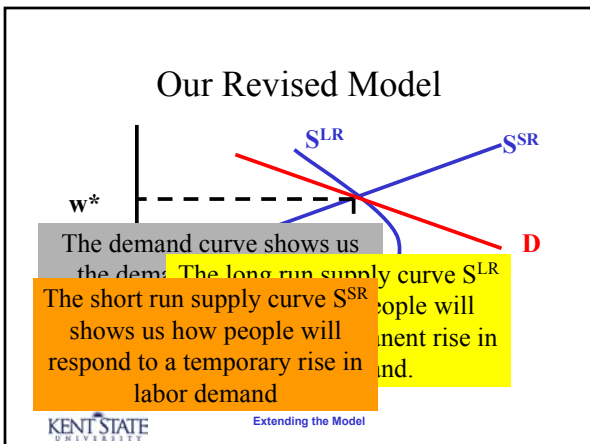 Our Revised Model
S^LR
S^SR
w*
D
The demand curve shows us
the dema
The long run supply curve S^LR
people will
anent rise in
nd.
The short run supply curve S^SR
shows us how people will
respond to a temporary rise in
labor demand
KENT STATE
UNIVERSITY
Extending the Model